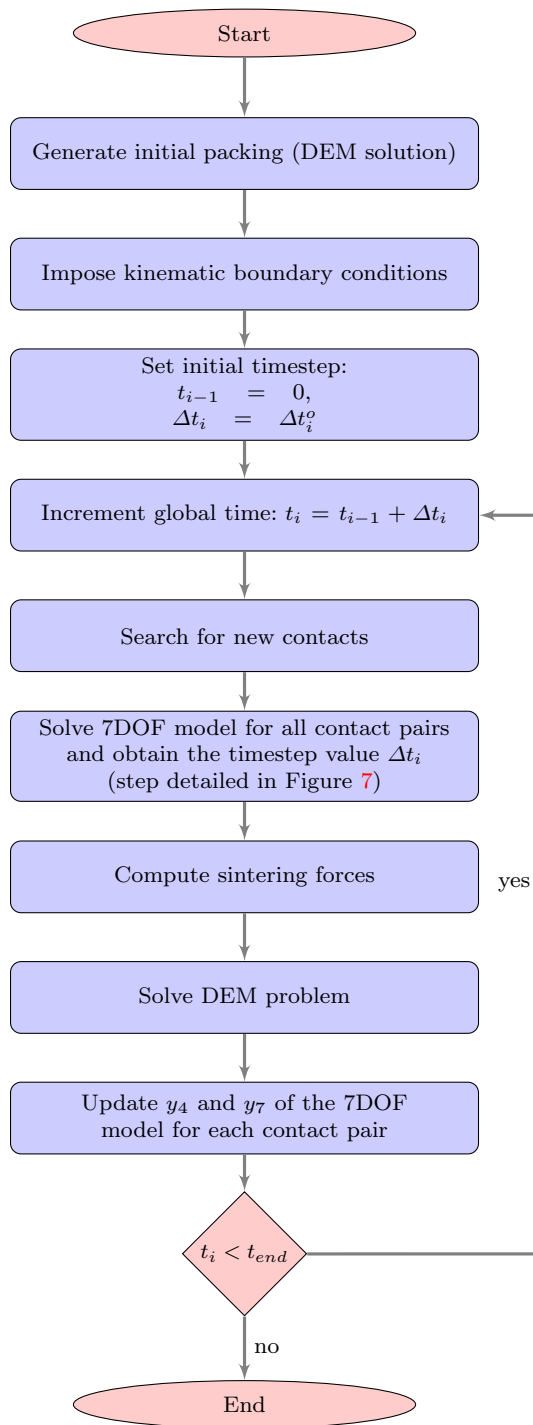 Start
Generate initial packing (DEM solution)
Impose kinematic boundary conditions
Set initial timestep:
t_{i−1} = 0,
Δt_i = Δt_i^o
Increment global time: t_i = t_{i−1} + Δt_i
Search for new contacts
Solve 7DOF model for all contact pairs
and obtain the timestep value Δt_i
(step detailed in Figure 7)
Compute sintering forces
yes
Solve DEM problem
Update y_4 and y_7 of the 7DOF
model for each contact pair
t_i < t_{end}
no
End